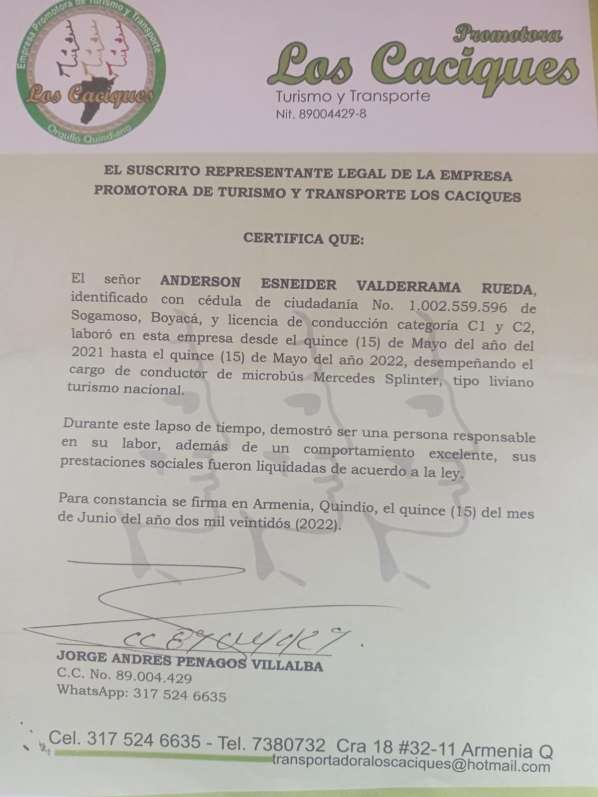 Empresa Promotora de Turismo y Transporte
Los Caciques
Orgullo Quindiano
Promotora
Los Caciques
Turismo y Transporte
Nit. 89004429-8
EL SUSCRITO REPRESENTANTE LEGAL DE LA EMPRESA
PROMOTORA DE TURISMO Y TRANSPORTE LOS CACIQUES
CERTIFICA QUE:
El señor ANDERSON ESNEIDER VALDERRAMA RUEDA,
identificado con cédula de ciudadanía No. 1.002.559.596 de
Sogamoso, Boyacá, y licencia de conducción categoría C1 y C2,
laboró en esta empresa desde el quince (15) de Mayo del año del
2021 hasta el quince (15) de Mayo del año 2022, desempeñando el
cargo de conductor de microbús Mercedes Splinter, tipo liviano
turismo nacional.
Durante este lapso de tiempo, demostró ser una persona responsable
en su labor, además de un comportamiento excelente, sus
prestaciones sociales fueron liquidadas de acuerdo a la ley.
Para constancia se firma en Armenia, Quindío, el quince (15) del mes
de Junio del año dos mil veintidós (2022).
JORGE ANDRES PENAGOS VILLALBA
C.C. No. 89.004.429
WhatsApp: 317 524 6635
Cel. 317 524 6635 - Tel. 7380732 Cra 18 #32-11 Armenia Q
transportadoraloscaciques@hotmail.com